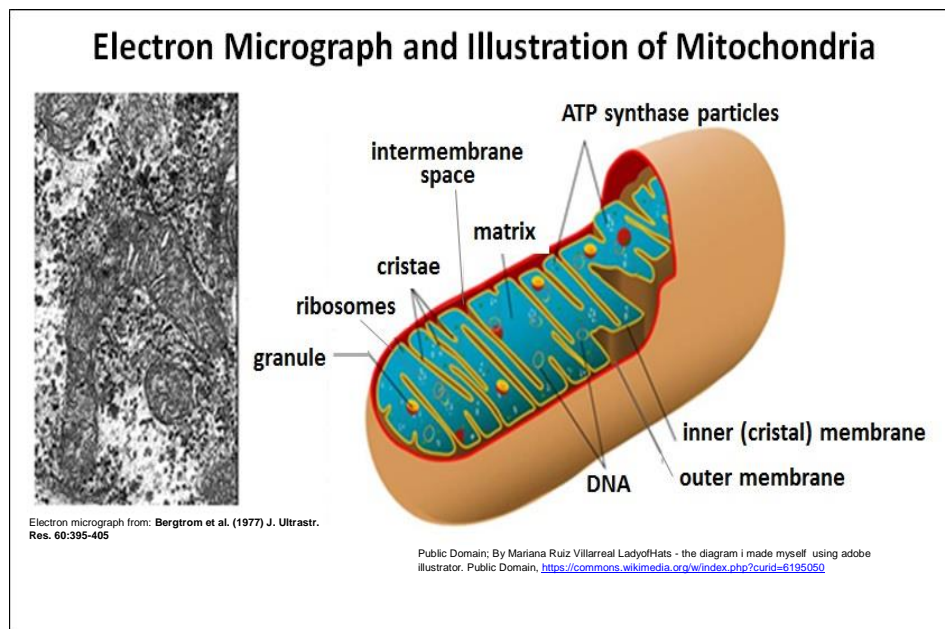 Electron Micrograph and Illustration of Mitochondria
ATP synthase particles
intermembrane
space
matrix
cristae
ribosomes
granule
inner (cristal) membrane
outer membrane
DNA
Electron micrograph from: Bergtrom et al. (1977) J. Ultrastr.
Res. 60:395-405
Public Domain; By Mariana Ruiz Villarreal LadyofHats - the diagram i made myself using adobe
illustrator. Public Domain, https://commons.wikimedia.org/w/index.php?curid=6195050